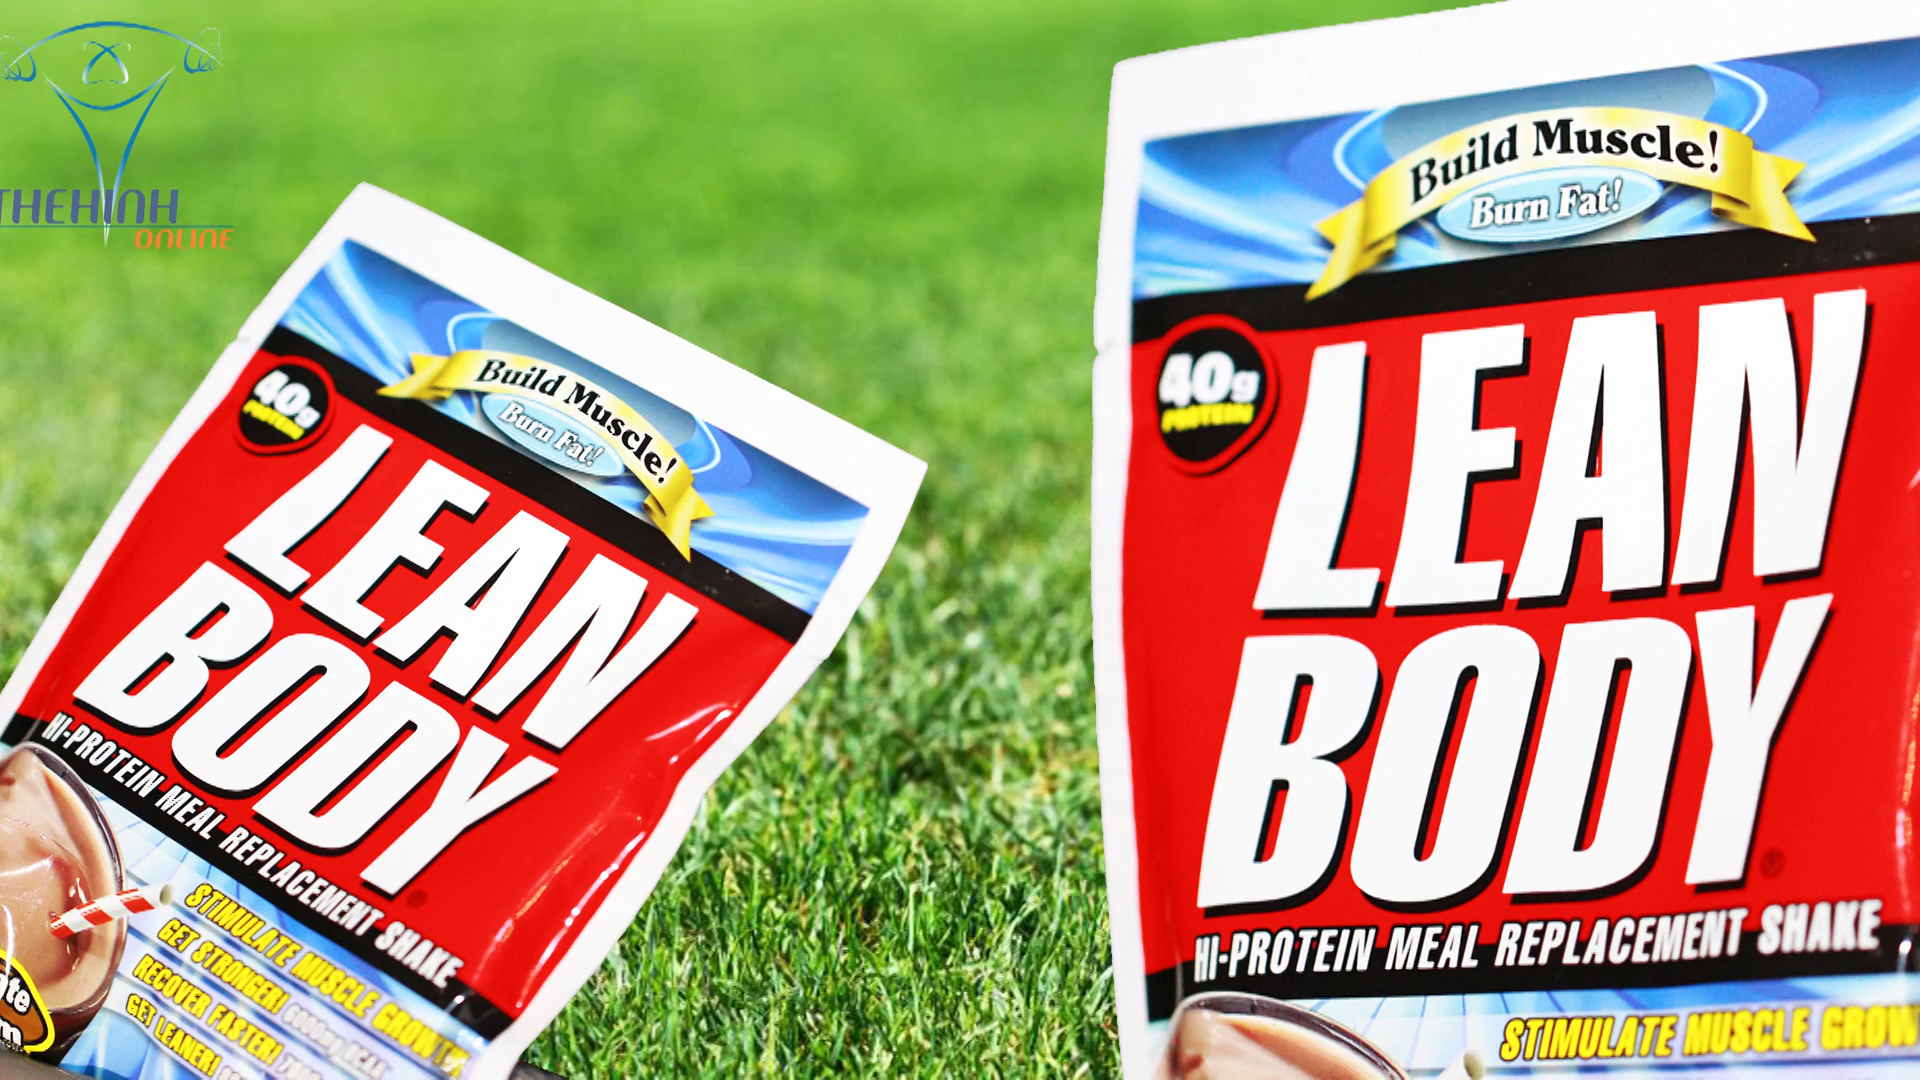 THEHINH
ONLINE
Build Muscle!
Burn Fat!
40g
PROTEIN
LEAN
BODY®
HI-PROTEIN MEAL REPLACEMENT SHAKE
STIMULATE MUSCLE GROWTH
GET STRONGER!
RECOVER FASTER!
GET LEANER!
Build Muscle!
Burn Fat!
40g
PROTEIN
LEAN
BODY®
HI-PROTEIN MEAL REPLACEMENT SHAKE
STIMULATE MUSCLE GROW